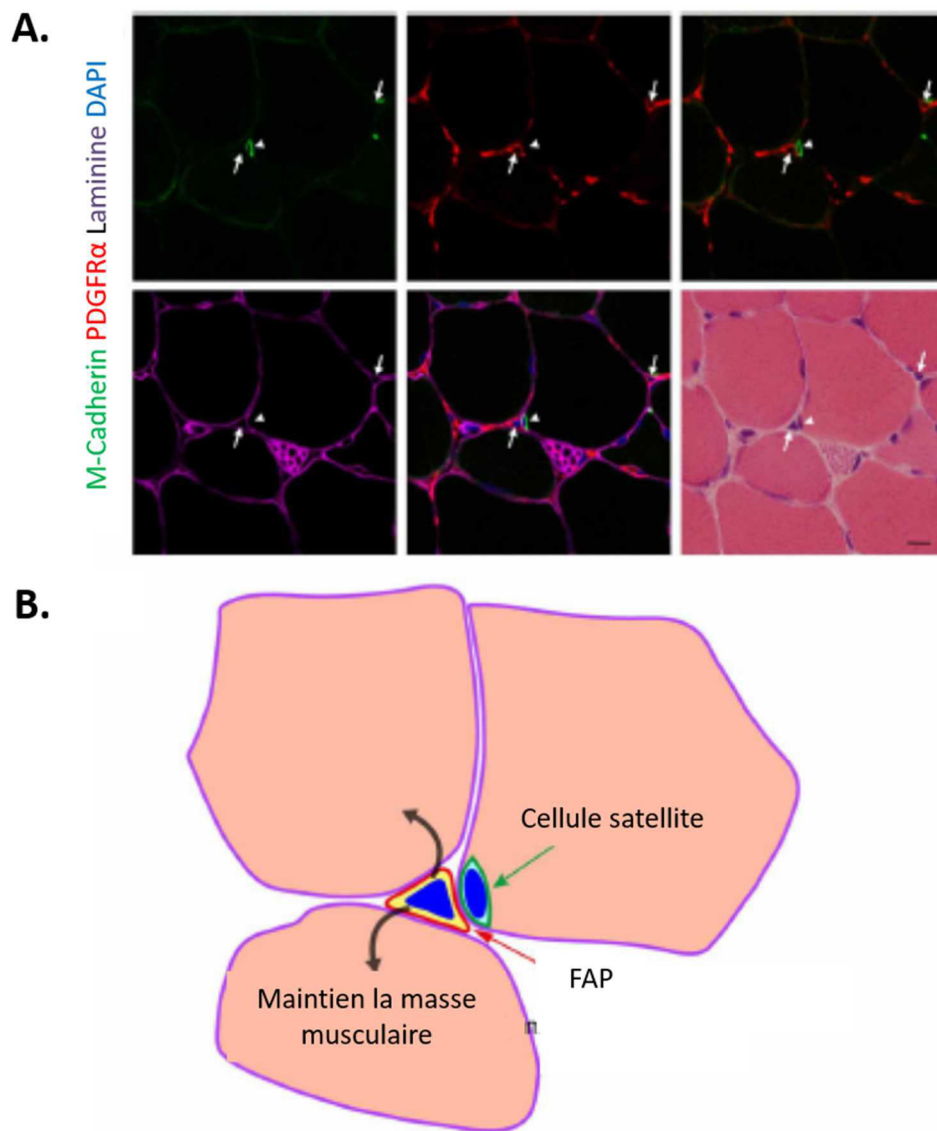 A.
M-Cadherin PDGFRα Laminine DAPI
B.
Cellule satellite
FAP
Maintien la masse
musculaire